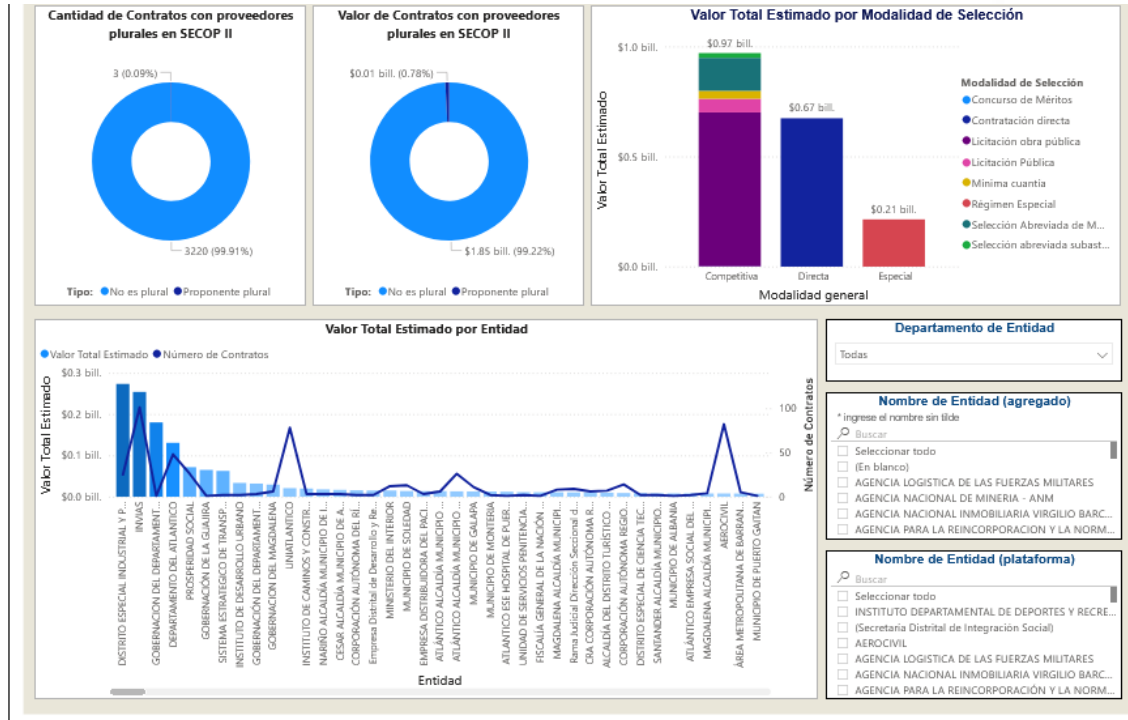 Cantidad de Contratos con proveedores
plurales en SECOP II
3 (0.09%)
3220 (99.91%)
Tipo: No es plural Proponente plural
Valor de Contratos con proveedores
plurales en SECOP II
$0.01 bill. (0.78%)
$1.85 bill. (99.22%)
Tipo: No es plural Proponente plural
Valor Total Estimado por Modalidad de Selección
Valor Total Estimado
$1.0 bill.
$0.5 bill.
$0.0 bill.
$0.97 bill.
$0.67 bill.
$0.21 bill.
Competitiva
Directa
Especial
Modalidad general
Modalidad de Selección
Concurso de Méritos
Contratación directa
Licitación obra pública
Licitación Pública
Mínima cuantia
Régimen Especial
Selección Abreviada de M...
Selección abreviada subast...
Valor Total Estimado por Entidad
Valor Total Estimado Número de Contratos
Valor Total Estimado
$0.3 bill.
$0.2 bill.
$0.1 bill.
$0.0 bill.
100
50
0
Número de Contratos
DISTRITO ESPECIAL INDUSTRIAL Y P...
INVIAS
GOBERNACION DEL DEPARTAMENT...
DEPARTAMENTO DEL ATLANTICO
PROSPERIDAD SOCIAL
GOBERNACIÓN DE LA GUAJIRA
SISTEMA ESTRATEGICO DE TRANSP...
INSTITUTO DE DESARROLLO URBANO
GOBERNACIÓN DEL DEPARTAMENT...
GOBERNACION DEL MAGDALENA
UNIATLANTICO
INSTITUTO DE CAMINOS Y CONSTR...
NARIÑO ALCALDÍA MUNICIPIO DE I...
CESAR ALCALDÍA MUNICIPIO DE A...
CORPORACIÓN AUTÓNOMA DEL RÍ...
Empresa Distrital de Desarrollo y Re...
MINISTERIO DEL INTERIOR
MUNICIPIO DE SOLEDAD
EMPRESA DISTRIBUIDORA DEL PACI...
ATLÁNTICO ALCALDÍA MUNICIPIO ...
ATLÁNTICO ALCALDÍA MUNICIPIO ...
MUNICIPIO DE GALAPA
MUNICIPIO DE MONTERIA
ATLANTICO ESE HOSPITAL DE PUER...
UNIDAD DE SERVICIOS PENITENCIA...
FISCALÍA GENERAL DE LA NACIÓN ...
MAGDALENA ALCALDÍA MUNICIPI...
Rama Judicial Dirección Seccional d...
CRA CORPORACIÓN AUTÓNOMA R...
ALCALDÍA DEL DISTRITO TURÍSTICO ...
CORPORACIÓN AUTÓNOMA REGIO...
DISTRITO ESPECIAL DE CIENCIA TEC...
SANTANDER ALCALDÍA MUNICIPIO...
MUNICIPIO DE ALBANIA
ATLÁNTICO EMPRESA SOCIAL DEL ...
MAGDALENA ALCALDÍA MUNICIPI...
AEROCIVIL
ÁREA METROPOLITANA DE BARRAN...
MUNICIPIO DE PUERTO GAITAN
Entidad
Departamento de Entidad
Todas
Nombre de Entidad (agregado)
* ingrese el nombre sin tilde
Buscar
Seleccionar todo
(En blanco)
AGENCIA LOGISTICA DE LAS FUERZAS MILITARES
AGENCIA NACIONAL DE MINERIA - ANM
AGENCIA NACIONAL INMOBILIARIA VIRGILIO BARC...
AGENCIA PARA LA REINCORPORACION Y LA NORM...
Nombre de Entidad (plataforma)
Buscar
Seleccionar todo
INSTITUTO DEPARTAMENTAL DE DEPORTES Y RECRE...
(Secretaria Distrital de Integración Social)
AEROCIVIL
AGENCIA LOGISTICA DE LAS FUERZAS MILITARES
AGENCIA NACIONAL INMOBILIARIA VIRGILIO BARC...
AGENCIA PARA LA REINCORPORACIÓN Y LA NORM...